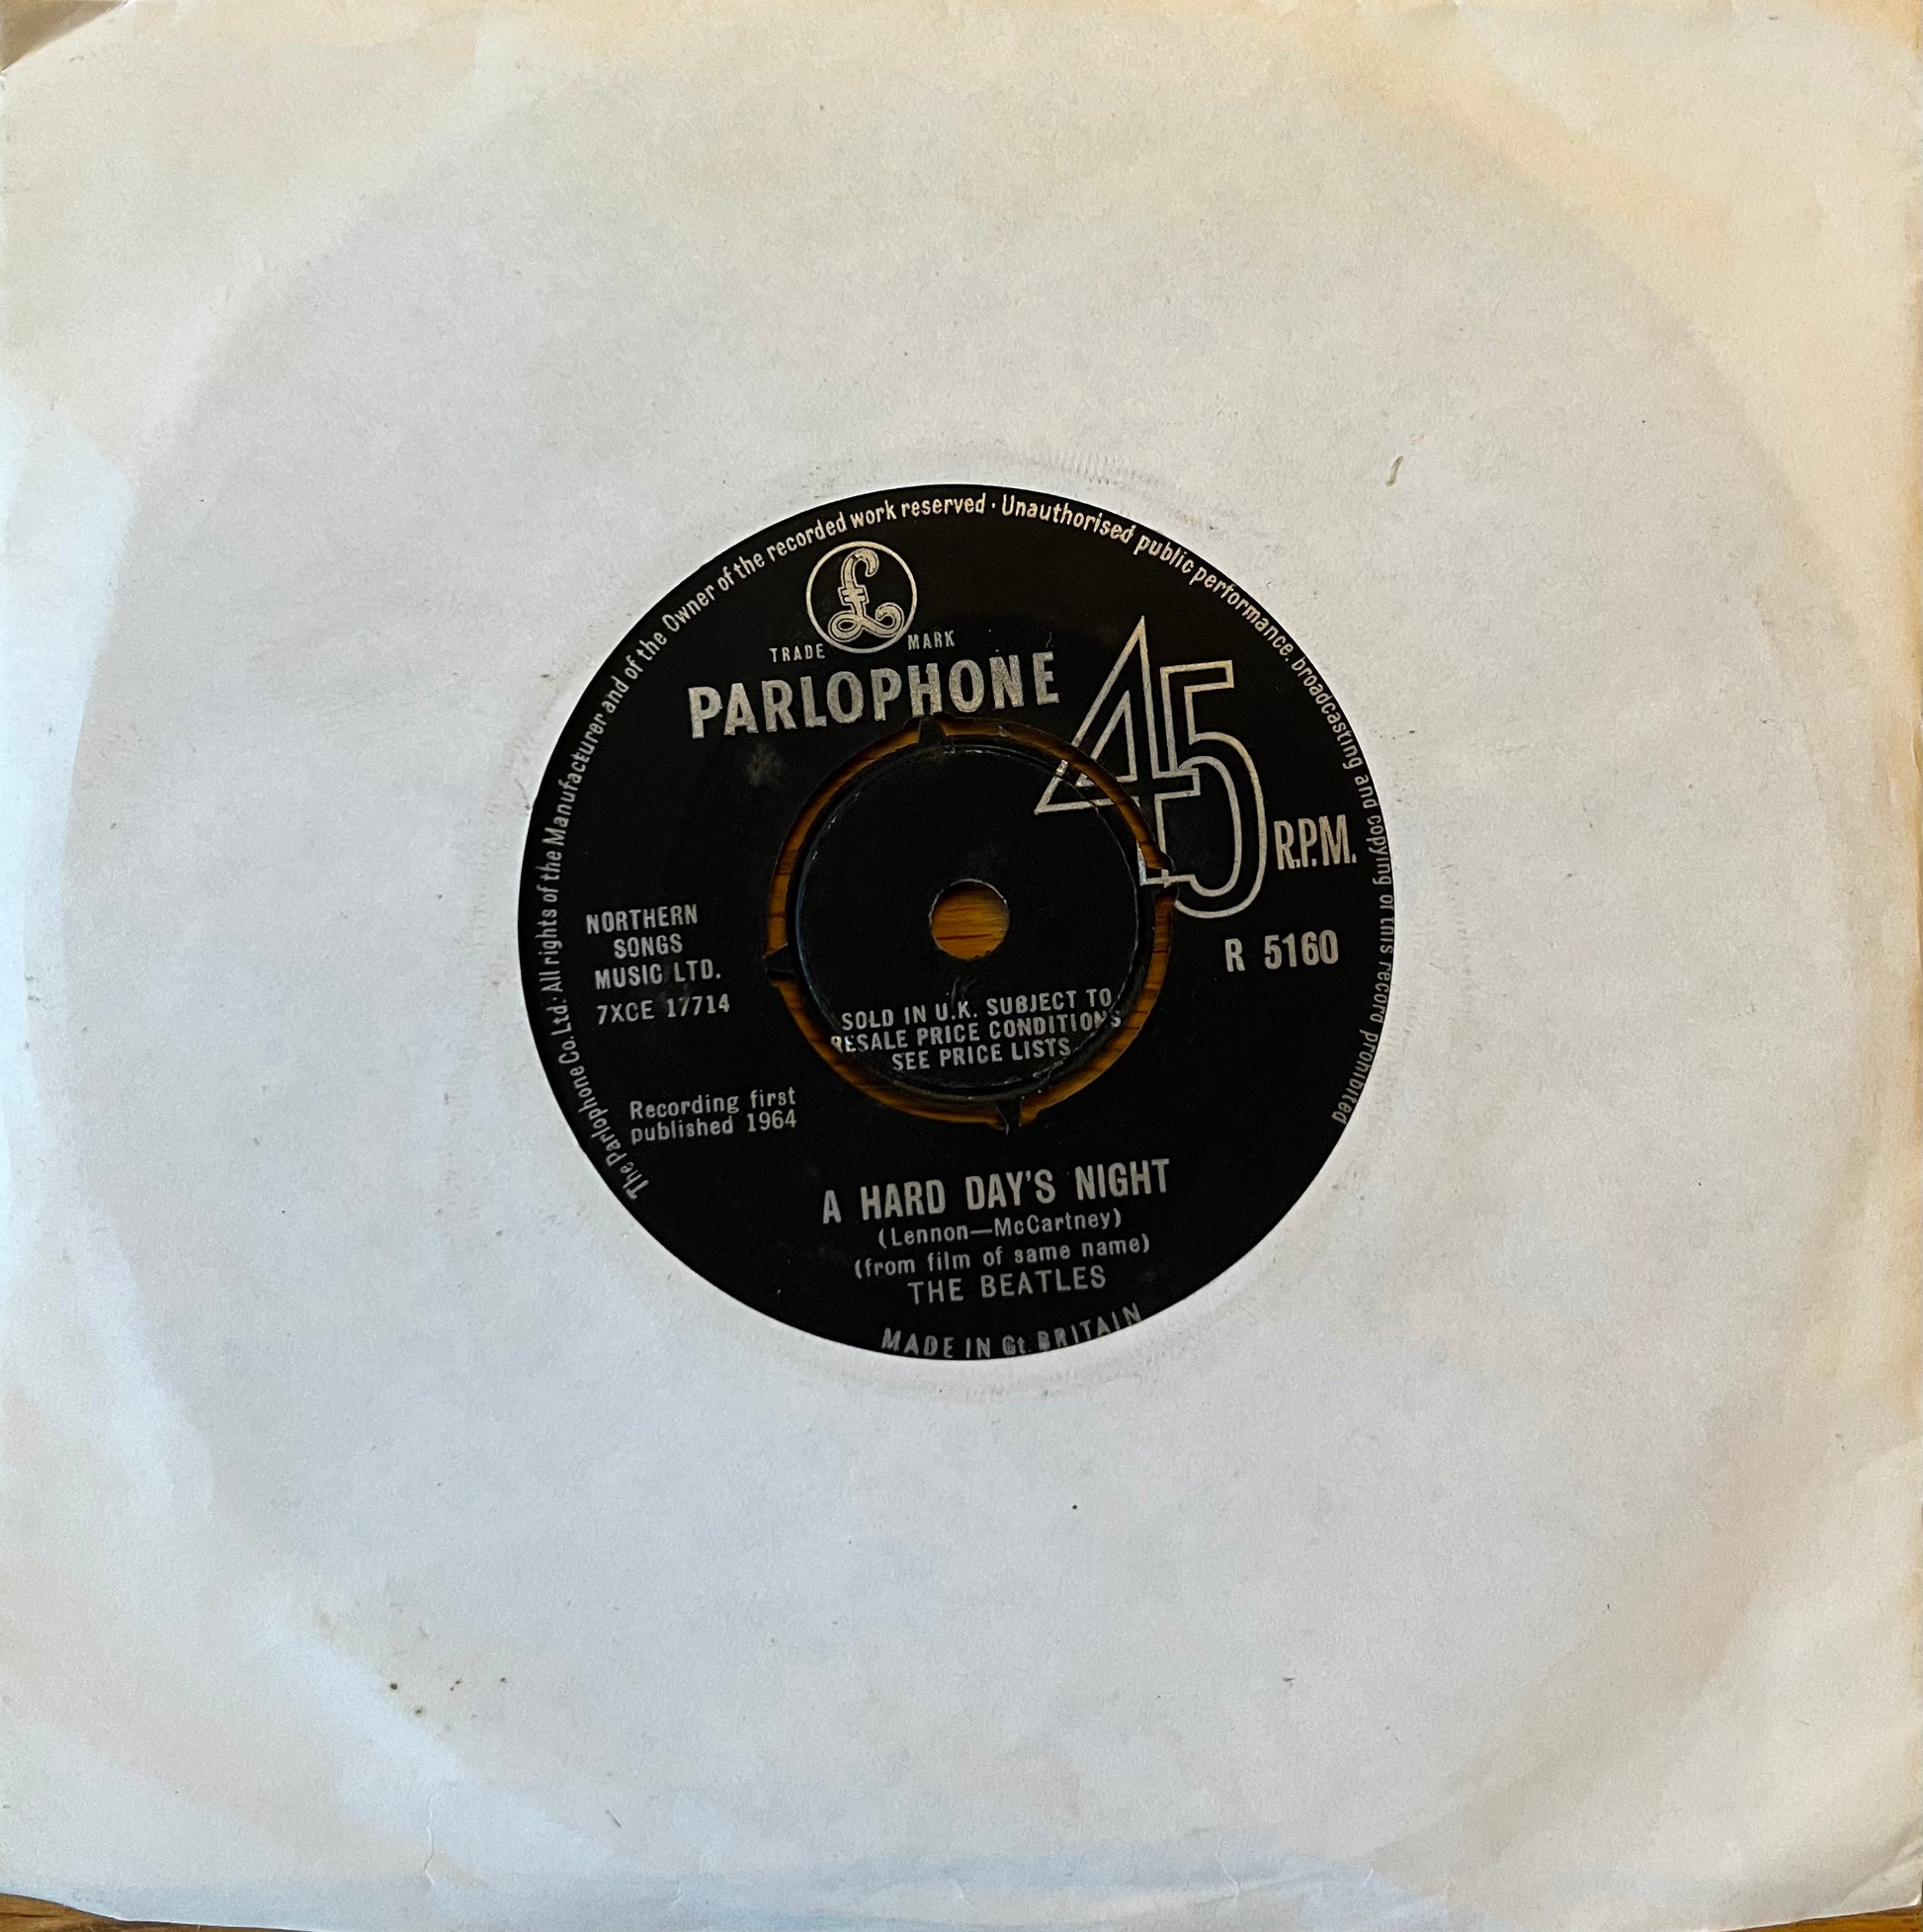 The Parlophone Co. Ltd: All rights of the Manufacturer and of the Owner of the recorded work reserved · Unauthorised public performance, broadcasting and copying of this record prohibited
£
TRADE MARK
PARLOPHONE
45
R.P.M.
NORTHERN
SONGS
MUSIC LTD.
7XCE 17714
R 5160
SOLD IN U.K. SUBJECT TO
RESALE PRICE CONDITIONS
SEE PRICE LISTS
Recording first
published 1964
A HARD DAY'S NIGHT
(Lennon—McCartney)
(from film of same name)
THE BEATLES
MADE IN Gt. BRITAIN